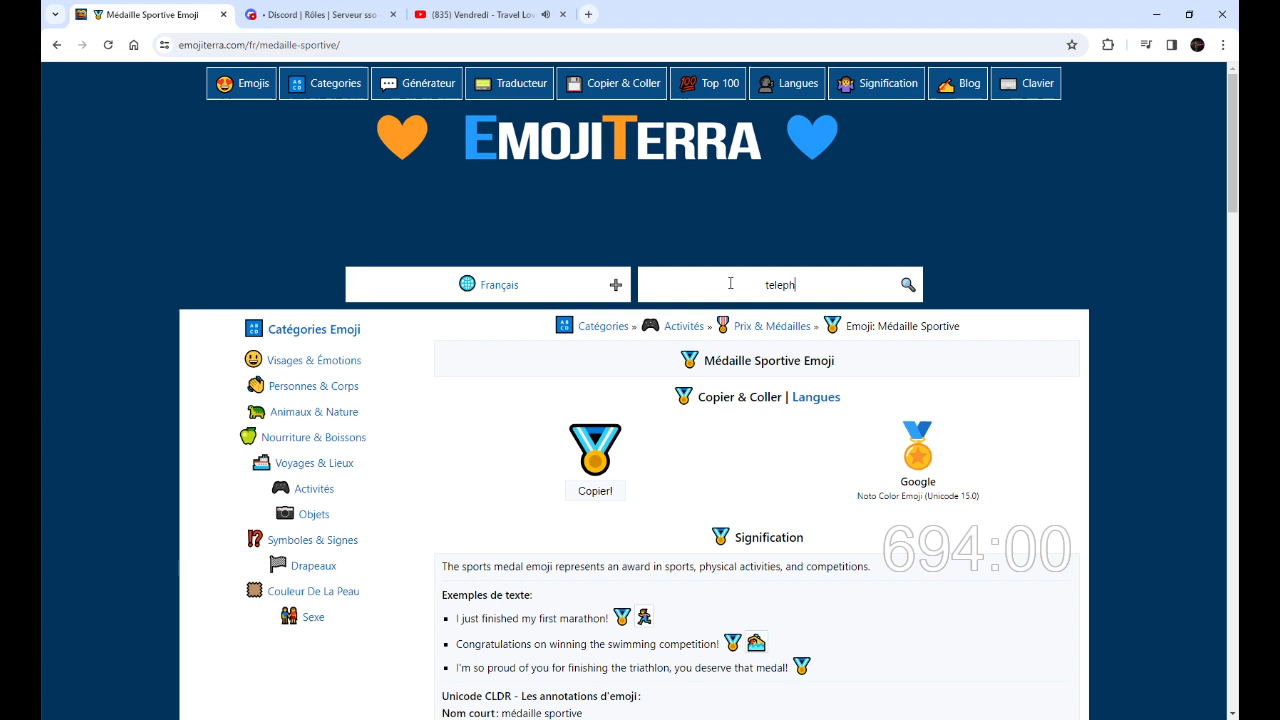 Médaille Sportive Emoji
• Discord | Rôles | Serveur sso
(835) Vendredi - Travel Lov
emojiterra.com/fr/medaille-sportive/
Emojis
Categories
Générateur
Traducteur
Copier & Coller
Top 100
Langues
Signification
Blog
Clavier
EMOJITERRA
Français
teleph
Catégories Emoji
Visages & Émotions
Personnes & Corps
Animaux & Nature
Nourriture & Boissons
Voyages & Lieux
Activités
Objets
Symboles & Signes
Drapeaux
Couleur De La Peau
Sexe
Catégories » Activités » Prix & Médailles » Emoji: Médaille Sportive
Médaille Sportive Emoji
Copier & Coller | Langues
Copier!
Google
Noto Color Emoji (Unicode 15.0)
Signification
694:00
The sports medal emoji represents an award in sports, physical activities, and competitions.
Exemples de texte:
I just finished my first marathon!
Congratulations on winning the swimming competition!
I'm so proud of you for finishing the triathlon, you deserve that medal!
Unicode CLDR - Les annotations d'emoji:
Nom court: médaille sportive